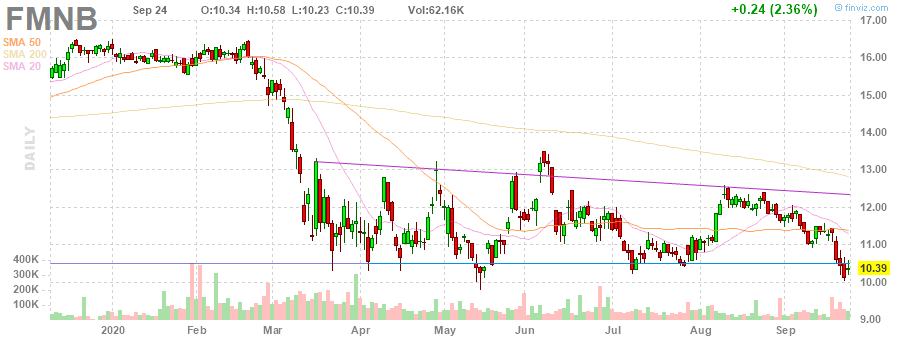 FMNB Sep 24 O:10.34 H:10.58 L:10.23 C:10.39 Vol:62.16K +0.24 (2.36%) © finviz.com
SMA 50
SMA 200
SMA 20
DAILY
17.00
16.00
15.00
14.00
13.00
12.00
11.00
10.39
10.00
9.00
400K
300K
200K
100K
2020 Feb Mar Apr May Jun Jul Aug Sep